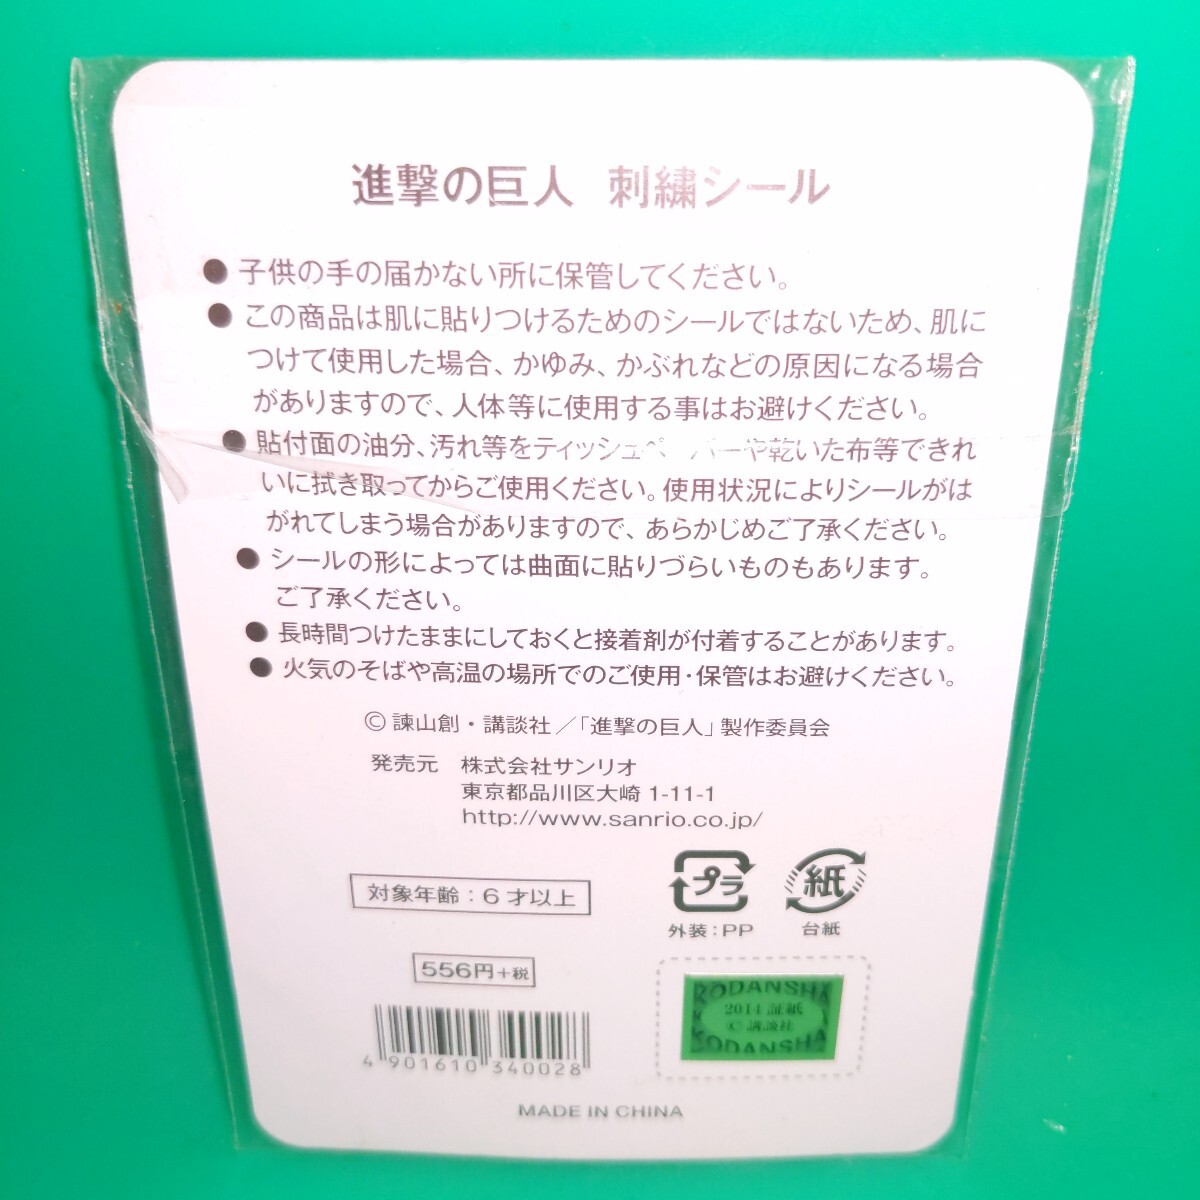 進撃の巨人 刺繍シール
●子供の手の届かない所に保管してください。
●この商品は肌に貼りつけるためのシールではないため、肌に
つけて使用した場合、かゆみ、かぶれなどの原因になる場合
がありますので、人体等に使用する事はお避けください。
●貼付面の油分、汚れ等をティッシュペーパーや乾いた布等できれ
いに拭き取ってからご使用ください。使用状況によりシールがは
がれてしまう場合がありますので、あらかじめご了承ください。
●シールの形によっては曲面に貼りづらいものもあります。
ご了承ください。
●長時間つけたままにしておくと接着剤が付着することがあります。
●火気のそばや高温の場所でのご使用・保管はお避けください。
© 諫山創・講談社／「進撃の巨人」製作委員会
発売元 株式会社サンリオ
東京都品川区大崎 1-11-1
http://www.sanrio.co.jp/
対象年齢：6才以上
プラ
外装：PP
紙
台紙
556円+税
4 901610 340028
KODANSHA
2014 証紙
© 講談社
KODANSHA
MADE IN CHINA